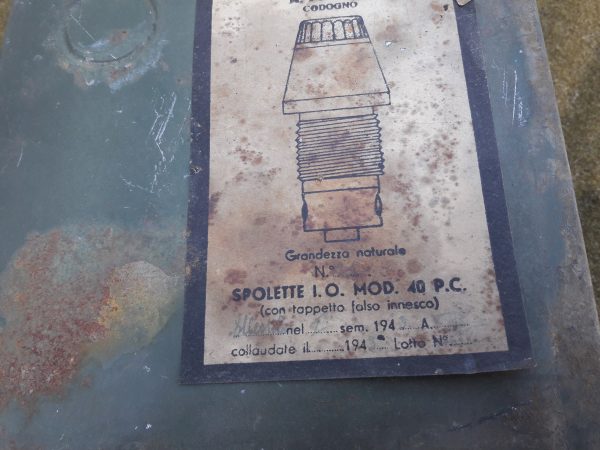 CODOGNO
Grandezza naturale
N.°
SPOLETTE I.O. MOD. 40 P.C.
(con tappetto falso innesco)
nel sem. 194 A.
collaudate il 194 Lotto N°